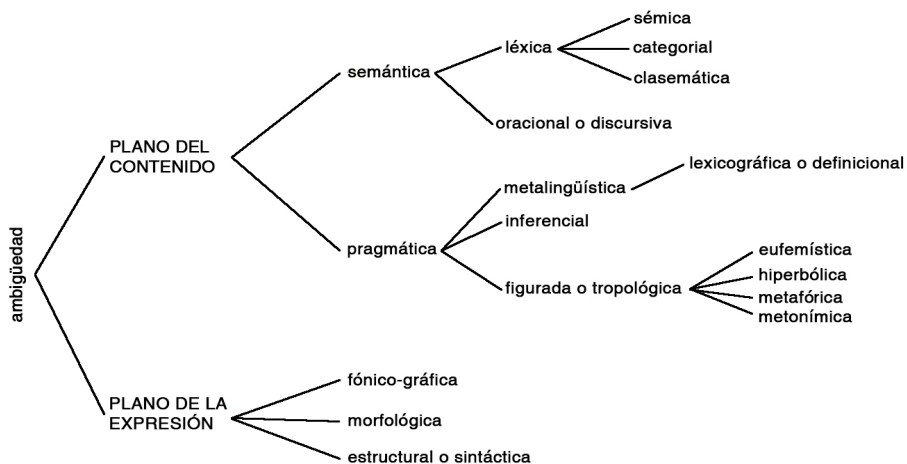 ambigüedad
PLANO DEL
CONTENIDO
semántica
léxica
sémica
categorial
clasemática
oracional o discursiva
pragmática
metalingüística
lexicográfica o definicional
inferencial
figurada o tropológica
eufemística
hiperbólica
metafórica
metonímica
PLANO DE LA
EXPRESIÓN
fónico-gráfica
morfológica
estructural o sintáctica